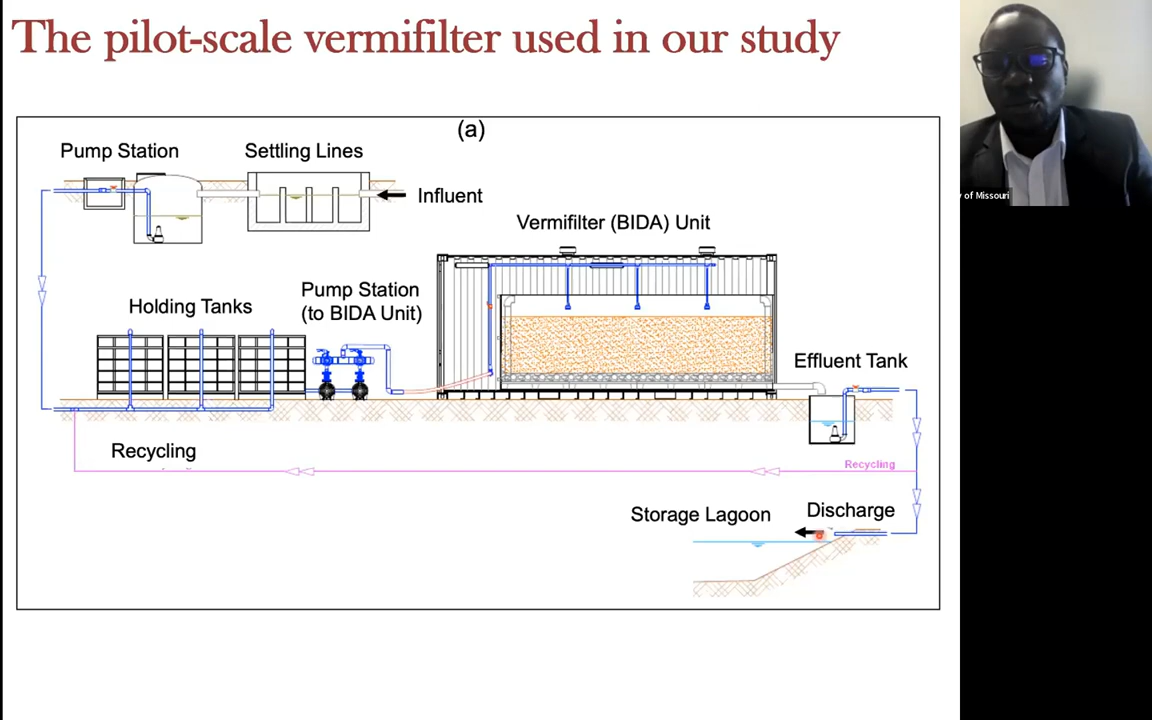 The pilot-scale vermifilter used in our study
(a)
Pump Station
Settling Lines
Influent
Vermifilter (BIDA) Unit
Holding Tanks
Pump Station
(to BIDA Unit)
Effluent Tank
Recycling
Recycling
Storage Lagoon
Discharge
y of Missouri